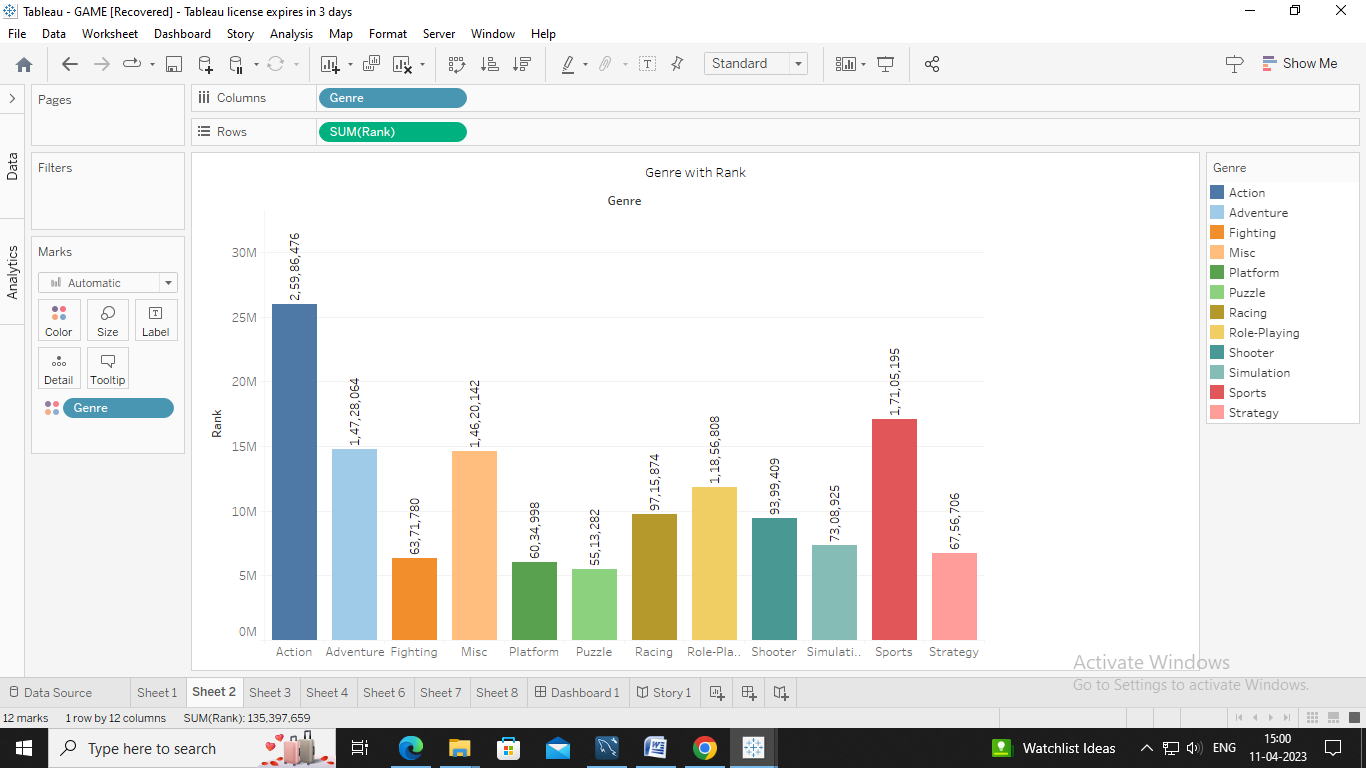 Tableau - GAME [Recovered] - Tableau license expires in 3 days
File Data Worksheet Dashboard Story Analysis Map Format Server Window Help
Standard
Show Me
Pages
Columns
Genre
Rows
SUM(Rank)
Data
Analytics
Filters
Marks
Automatic
Color Size Label
Detail Tooltip
Genre
Genre with Rank
Genre
Rank
30M
25M
20M
15M
10M
5M
0M
2,59,86,476
1,47,28,064
63,71,780
1,46,20,142
60,34,998
55,13,282
97,15,874
1,18,56,808
93,99,409
73,08,925
1,71,05,195
67,56,706
Action Adventure Fighting Misc Platform Puzzle Racing Role-Pla.. Shooter Simulati.. Sports Strategy
Genre
Action
Adventure
Fighting
Misc
Platform
Puzzle
Racing
Role-Playing
Shooter
Simulation
Sports
Strategy
Activate Windows
Go to Settings to activate Windows.
Data Source Sheet 1 Sheet 2 Sheet 3 Sheet 4 Sheet 6 Sheet 7 Sheet 8 Dashboard 1 Story 1
12 marks 1 row by 12 columns SUM(Rank): 135,397,659
Type here to search
Watchlist Ideas
ENG
15:00
11-04-2023